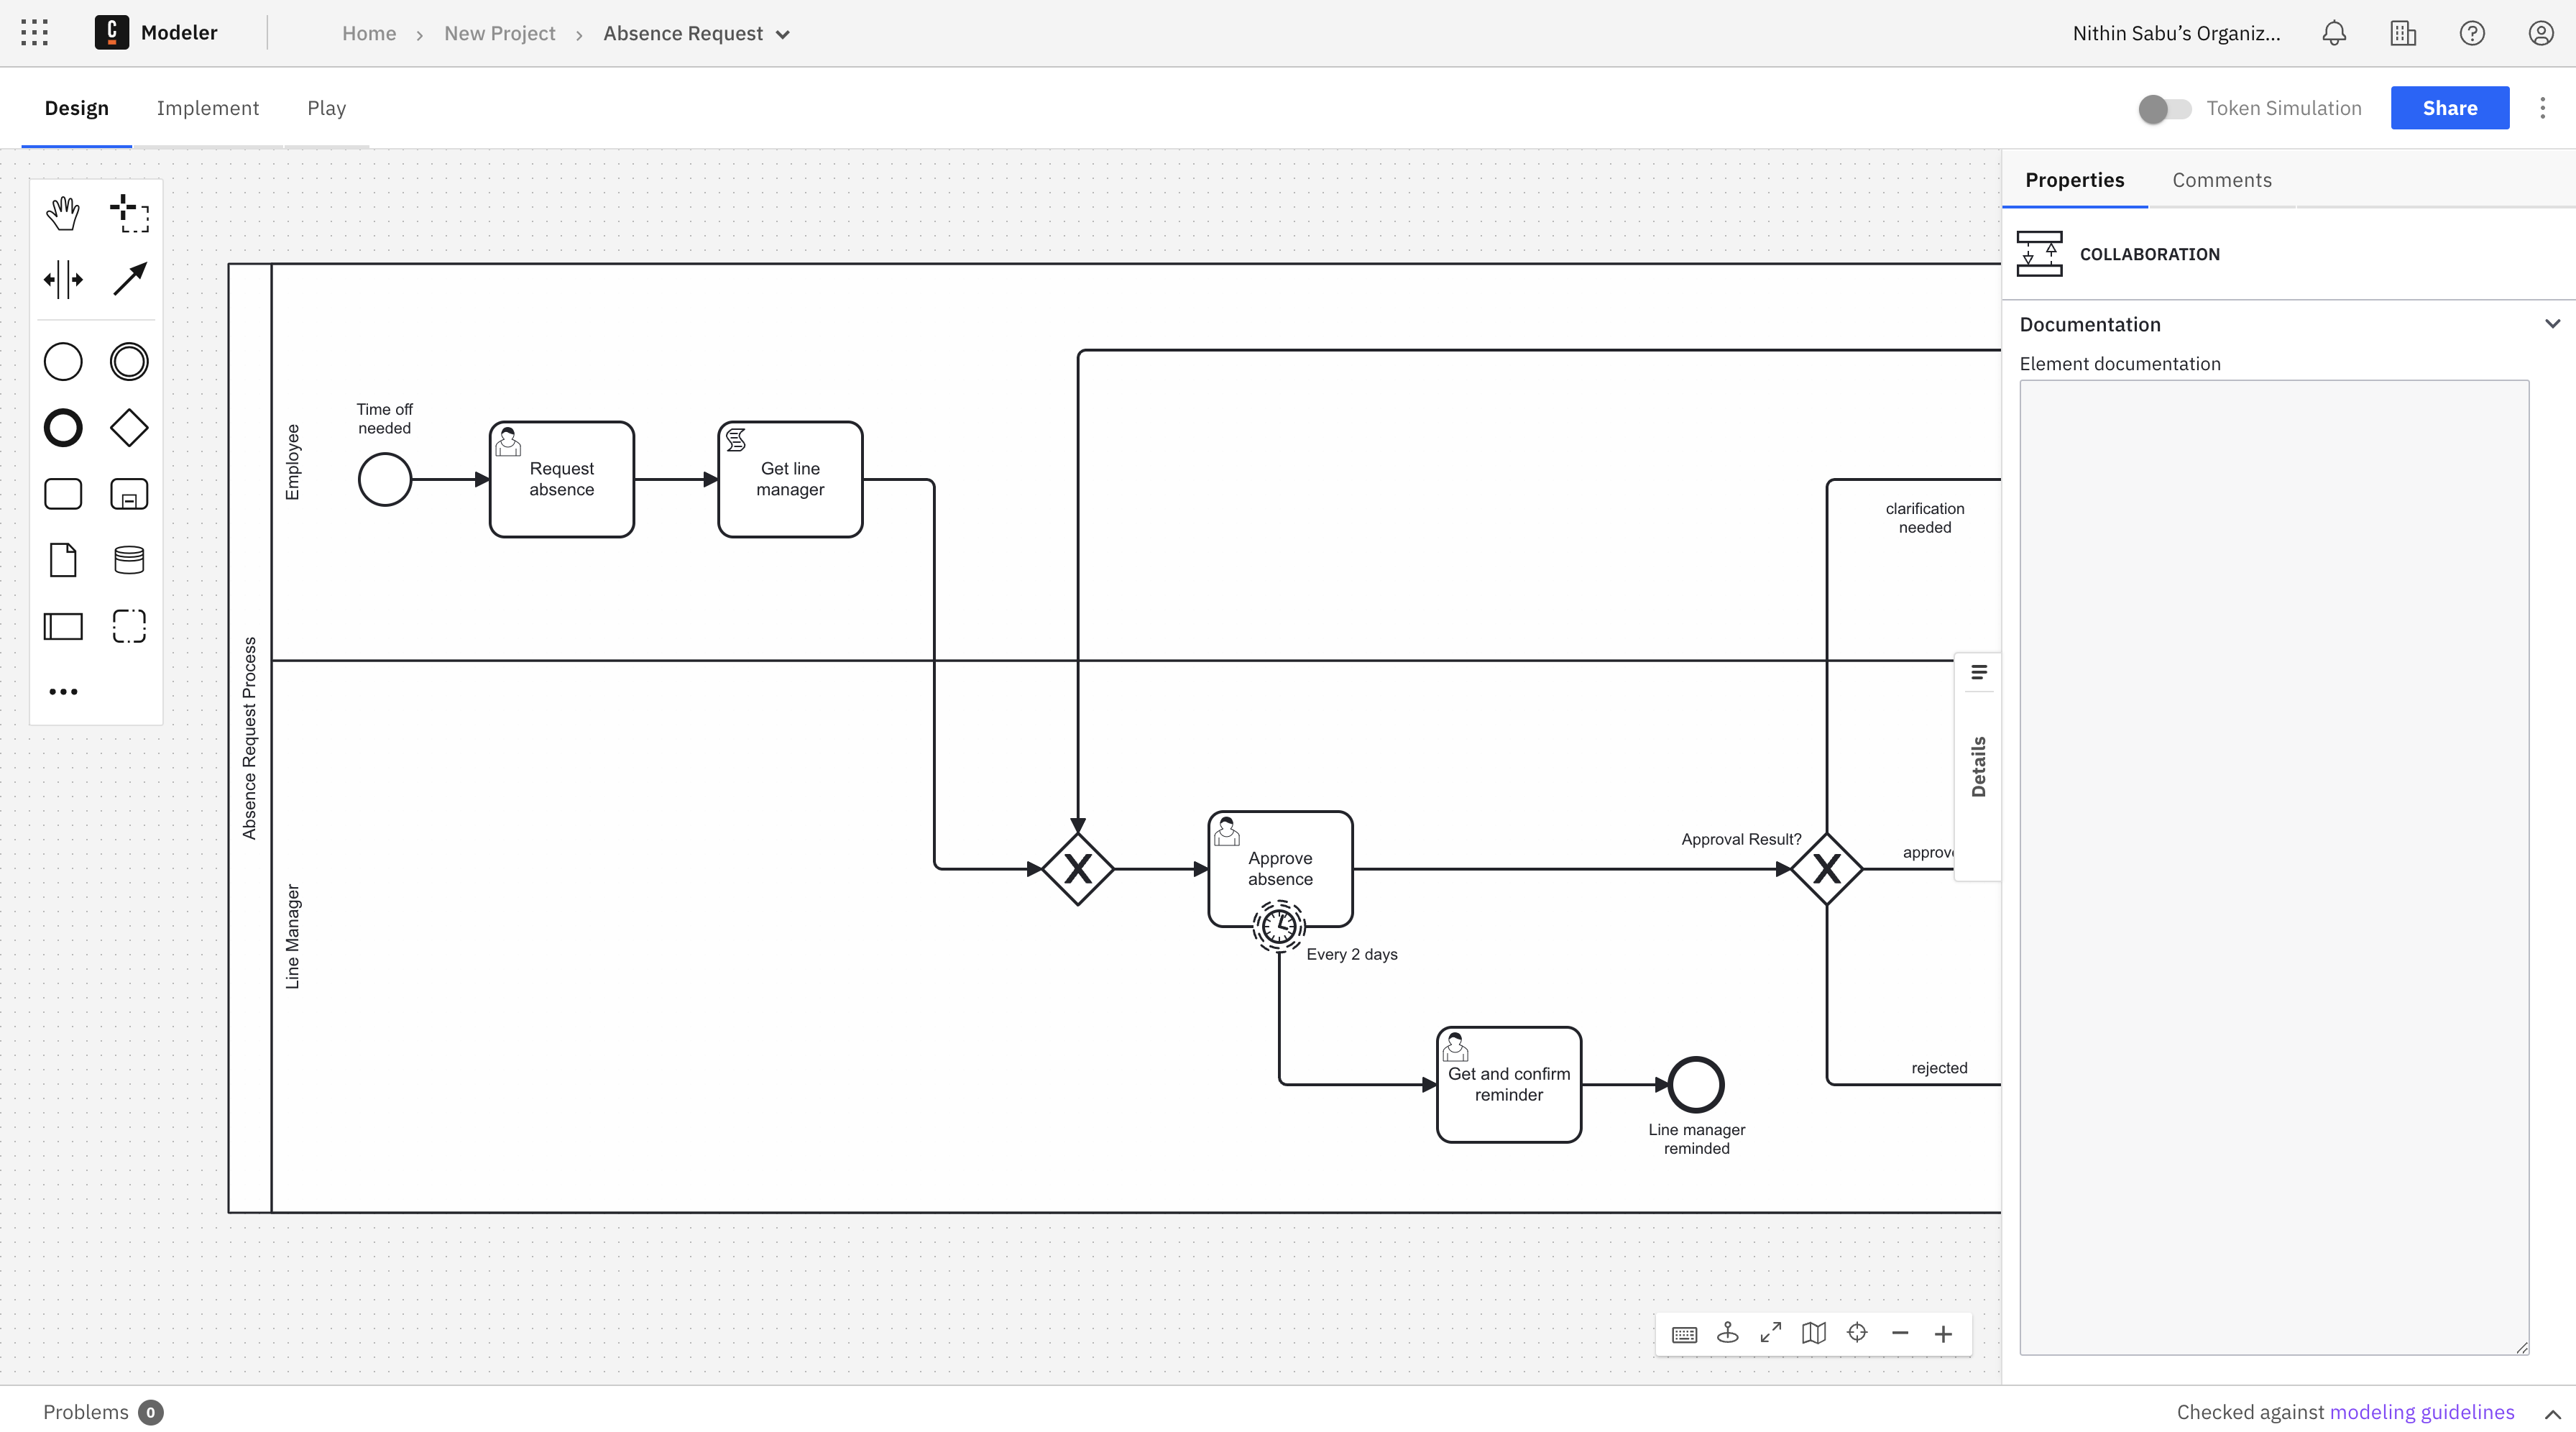 Modeler
Home
New Project
Absence Request
Nithin Sabu’s Organiz...
Design
Implement
Play
Token Simulation
Share
Properties
Comments
COLLABORATION
Documentation
Element documentation
Absence Request Process
Employee
Time off
needed
Request
absence
Get line
manager
clarification
needed
Line Manager
Approve
absence
Every 2 days
Approval Result?
approve
Details
Get and confirm
reminder
Line manager
reminded
rejected
Problems 0
Checked against modeling guidelines